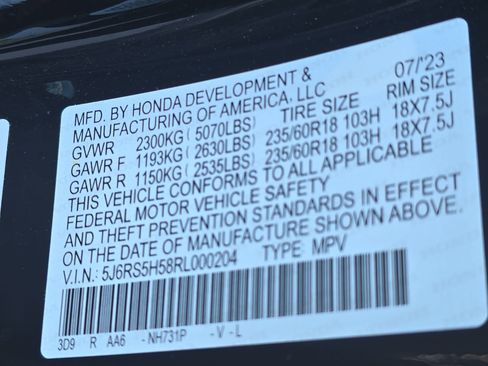 MFD. BY HONDA DEVELOPMENT & 07/'23
MANUFACTURING OF AMERICA, LLC
TIRE SIZE RIM SIZE
GVWR 2300KG ( 5070LBS)
GAWR F 1193KG ( 2630LBS) 235/60R18 103H 18X7.5J
GAWR R 1150KG ( 2535LBS) 235/60R18 103H 18X7.5J
THIS VEHICLE CONFORMS TO ALL APPLICABLE
FEDERAL MOTOR VEHICLE SAFETY
AND THEFT PREVENTION STANDARDS IN EFFECT
ON THE DATE OF MANUFACTURE SHOWN ABOVE.
V.I.N.: 5J6RS5H58RL000204 TYPE: MPV
3D9 R AA6 - NH731P - V - L